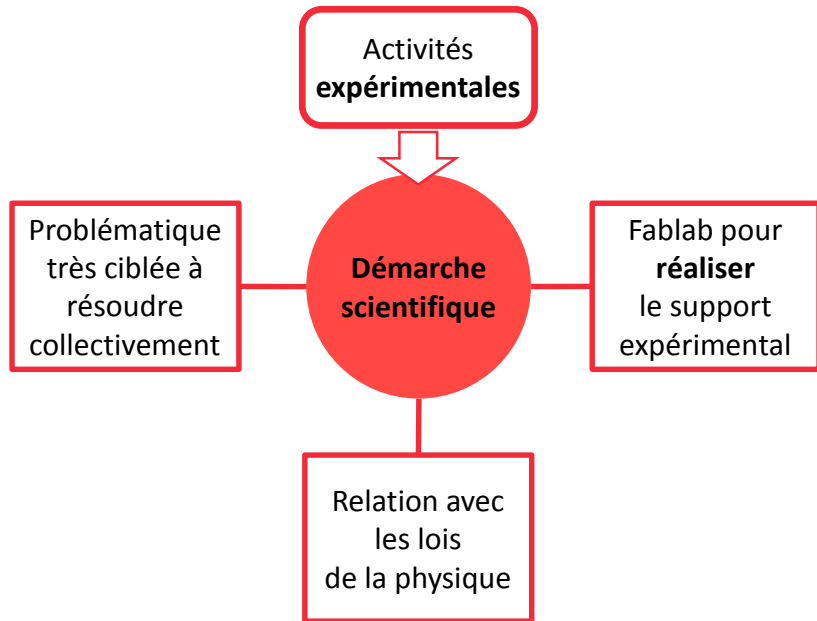 Activités
expérimentales
Problématique
très ciblée à
résoudre
collectivement
Démarche
scientifique
Fablab pour
réaliser
le support
expérimental
Relation avec
les lois
de la physique